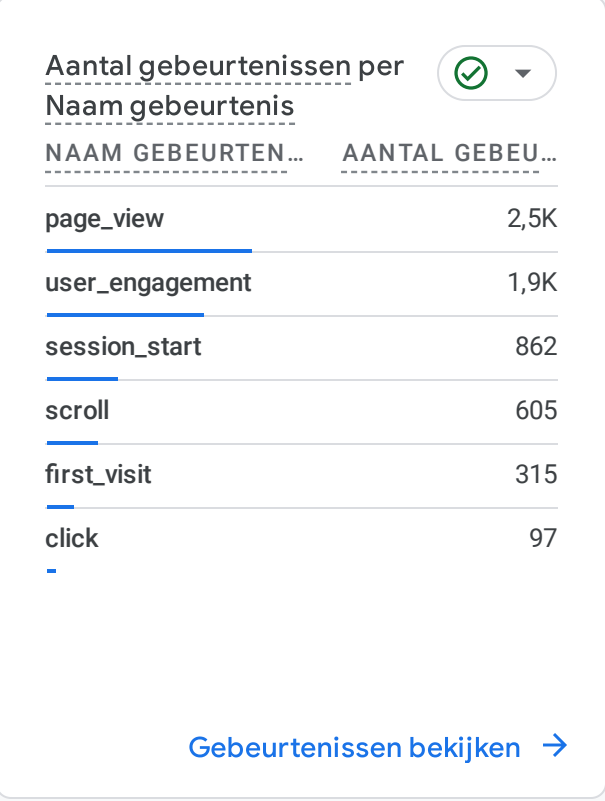 Aantal gebeurtenissen per
Naam gebeurtenis
NAAM GEBEURTEN… AANTAL GEBEU…
page_view 2,5K
user_engagement 1,9K
session_start 862
scroll 605
first_visit 315
click 97
Gebeurtenissen bekijken